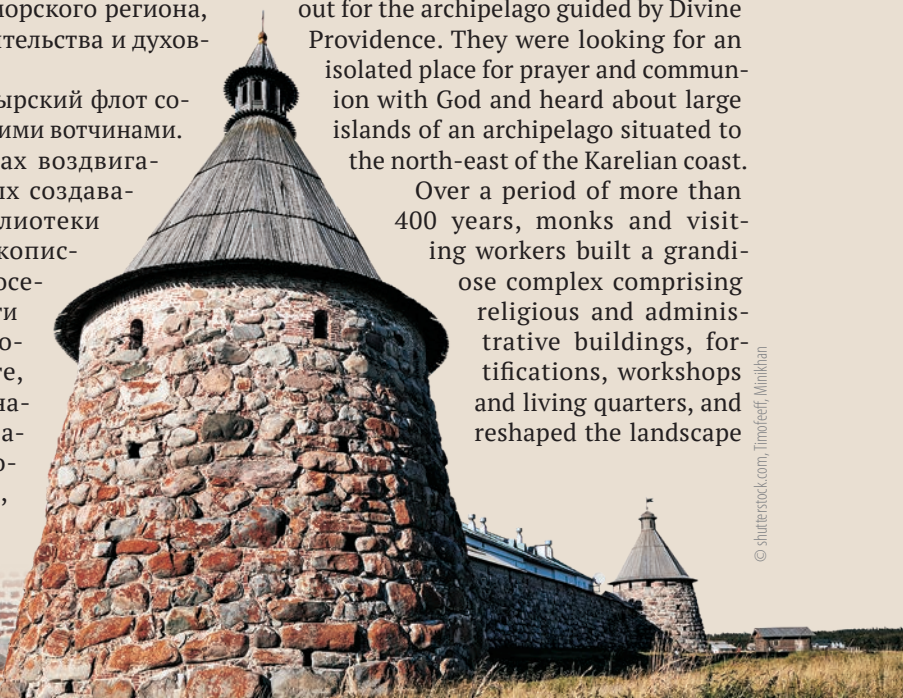 морского региона,
тельства и духов-
ырский флот со-
ими вотчинами.
ах воздвига-
ых создава-
лиотеки
копис-
осе-
ти
о-
те,
на-
а-
о-
,
out for the archipelago guided by Divine
Providence. They were looking for an
isolated place for prayer and commun-
ion with God and heard about large
islands of an archipelago situated to
the north-east of the Karelian coast.
Over a period of more than
400 years, monks and visit-
ing workers built a grandi-
ose complex comprising
religious and adminis-
trative buildings, for-
tifications, workshops
and living quarters, and
reshaped the landscape
© shutterstock.com, Timofeeff, Minikhan